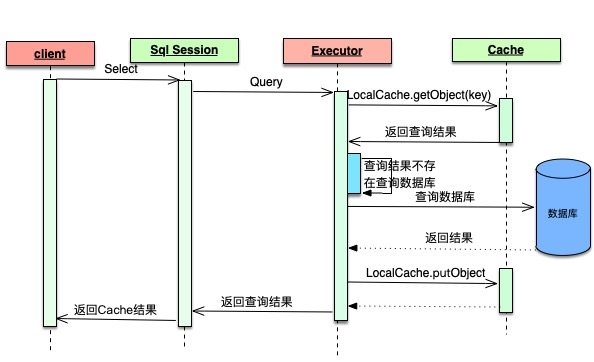 client
Sql Session
Executor
Cache
Select
Query
LocalCache.getObject(key)
返回查询结果
查询结果不存
在查询数据库
查询数据库
数据库
返回结果
LocalCache.putObject
返回查询结果
返回Cache结果